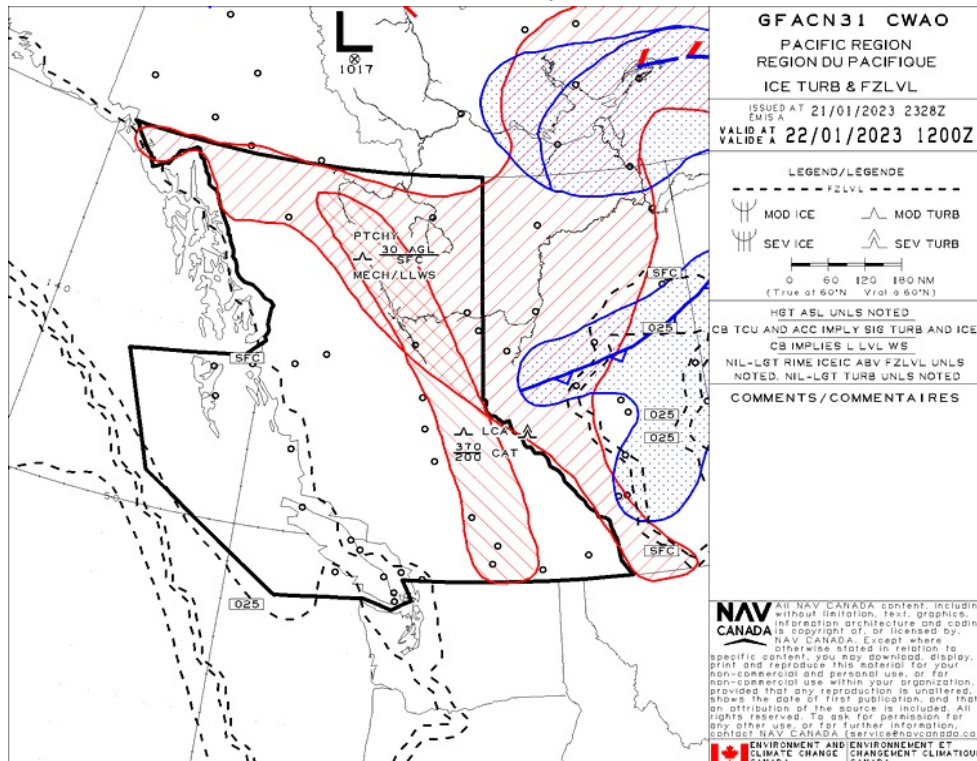 L
1017
PTCHY
30 AGL
SFC
MECH/LLWS
SFC
LCA
370
200 CAT
025
SFC
025
025
025
SFC
GFACN31 CWAO
PACIFIC REGION
REGION DU PACIFIQUE
ICE TURB & FZLVL
ISSUED AT 21/01/2023 2328Z
EMIS A
VALID AT 22/01/2023 1200Z
VALIDE A
LEGEND/LÉGENDE
FZLVL
MOD ICE MOD TURB
SEV ICE SEV TURB
0 60 120 180 NM
(True at 60°N Vrai à 60°N)
HGT ASL UNLS NOTED
CB TCU AND ACC IMPLY SIG TURB AND ICE
CB IMPLIES L LVL WS
NIL-LGT RIME ICEIC ABV FZLVL UNLS
NOTED. NIL-LGT TURB UNLS NOTED
COMMENTS/COMMENTAIRES
NAV
CANADA
All NAV CANADA content, including
without limitation, text, graphics,
information architecture and coding
is copyright of, or licensed by,
NAV CANADA. Except where
otherwise stated in relation to
specific content, you may download, display,
print and reproduce this material for your
non-commercial and personal use, or for
non-commercial use within your organization,
provided that any reproduction is unaltered,
shows the date of first publication, and that
an attribution of the source is included. All
rights reserved. To ask for permission for
any other use, or for further information,
contact NAV CANADA (service@navcanada.ca
ENVIRONMENT AND
CLIMATE CHANGE
CANADA
ENVIRONNEMENT ET
CHANGEMENT CLIMATIQUE
CANADA